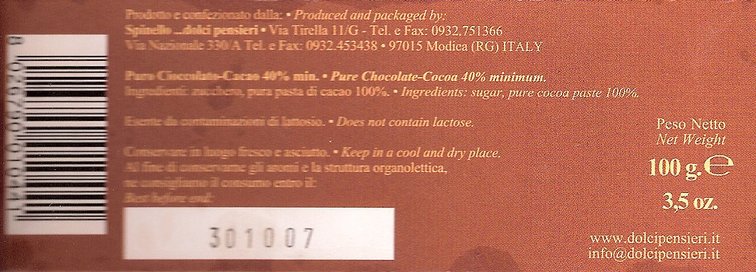 Prodotto e confezionato dalla: • Produced and packaged by:
Spinello ...dolci pensieri • Via Tirella 11/G - Tel. e Fax: 0932.751366
Via Nazionale 330/A Tel. e Fax: 0932.453438 • 97015 Modica (RG) ITALY
Puro Cioccolato-Cacao 40% min. • Pure Chocolate-Cocoa 40% minimum.
Ingredienti: zucchero, pura pasta di cacao 100%. • Ingredients: sugar, pure cocoa paste 100%.
Esente da contaminazioni di lattosio. • Does not contain lactose.
Conservare in luogo fresco e asciutto. • Keep in a cool and dry place.
Al fine di conservare gli aromi e la struttura organolettica,
ne consigliamo il consumo entro il:
Best before end:
301007
Peso Netto
Net Weight
100 g. ℮
3,5 oz.
www.dolcipensieri.it
info@dolcipensieri.it